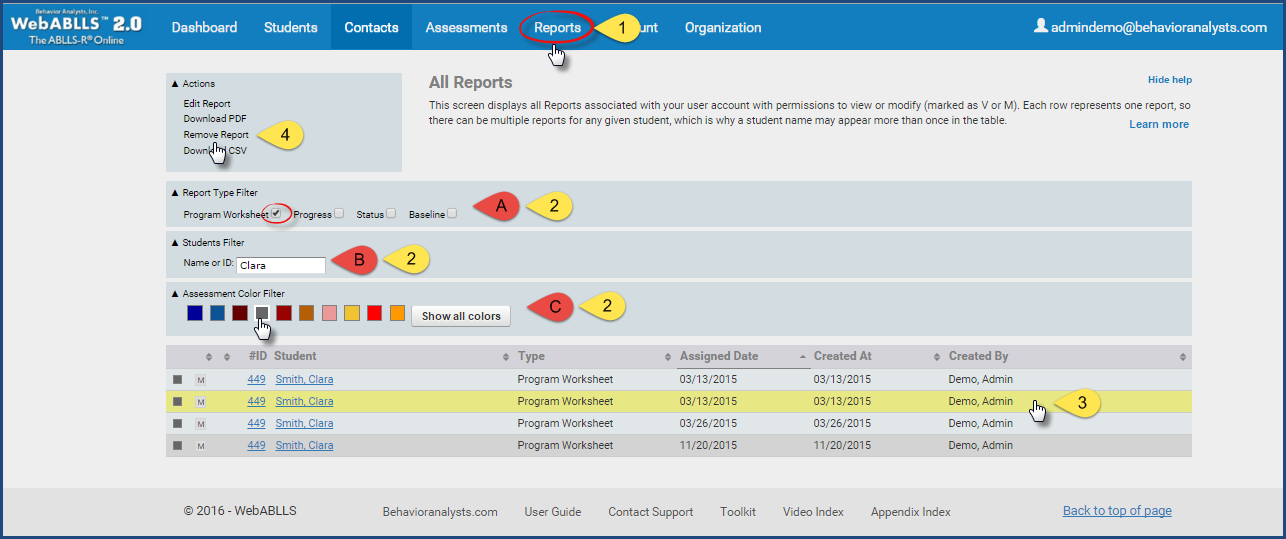 Behavior Analysts, Inc.
WebABLLS™ 2.0
The ABLLS-R® Online
Dashboard Students Contacts Assessments Reports 1 unt Organization admindemo@behavioranalysts.com
▲ Actions
Edit Report
Download PDF
Remove Report 4
Download CSV
All Reports Hide help
This screen displays all Reports associated with your user account with permissions to view or modify (marked as V or M). Each row represents one report, so
there can be multiple reports for any given student, which is why a student name may appear more than once in the table.
Learn more
▲ Report Type Filter
Program Worksheet Progress Status Baseline A 2
▲ Students Filter
Name or ID: Clara B 2
▲ Assessment Color Filter
Show all colors C 2
#ID Student Type Assigned Date Created At Created By
M 449 Smith, Clara Program Worksheet 03/13/2015 03/13/2015 Demo, Admin
M 449 Smith, Clara Program Worksheet 03/13/2015 03/13/2015 Demo, Admin 3
M 449 Smith, Clara Program Worksheet 03/26/2015 03/26/2015 Demo, Admin
M 449 Smith, Clara Program Worksheet 11/20/2015 11/20/2015 Demo, Admin
© 2016 - WebABLLS Behavioranalysts.com User Guide Contact Support Toolkit Video Index Appendix Index Back to top of page